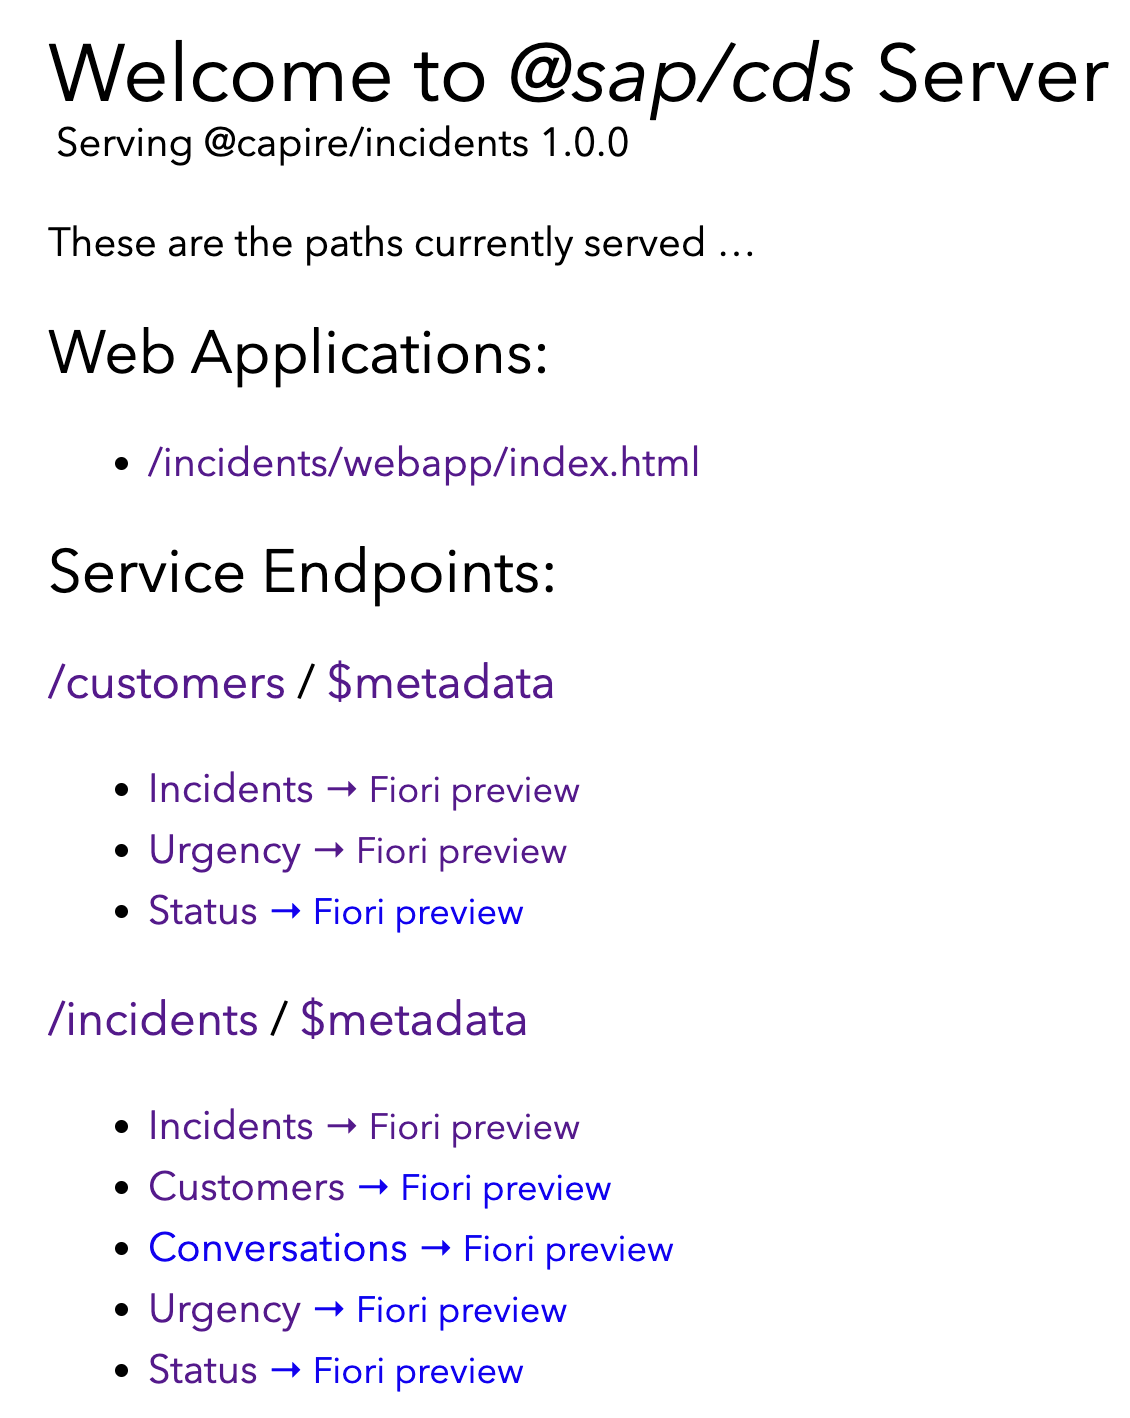 Welcome to @sap/cds Server
Serving @capire/incidents 1.0.0
These are the paths currently served …
Web Applications:
• /incidents/webapp/index.html
Service Endpoints:
/customers / $metadata
• Incidents → Fiori preview
• Urgency → Fiori preview
• Status → Fiori preview
/incidents / $metadata
• Incidents → Fiori preview
• Customers → Fiori preview
• Conversations → Fiori preview
• Urgency → Fiori preview
• Status → Fiori preview